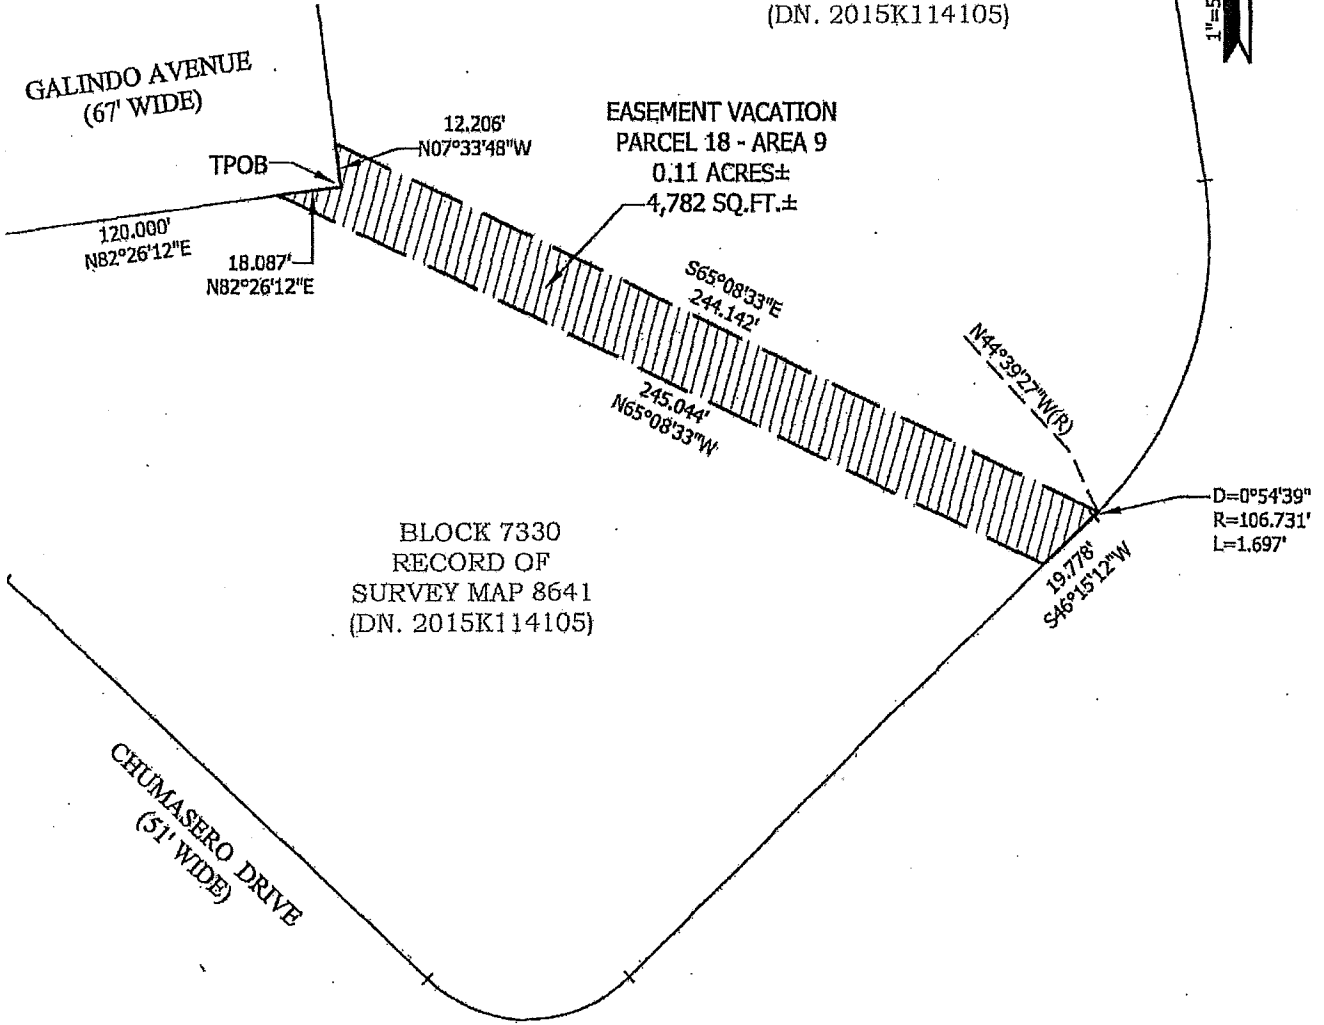 (DN. 2015K114105)
1"=5
GALINDO AVENUE
(67' WIDE)
12.206'
N07°33'48"W
TPOB
EASEMENT VACATION
PARCEL 18 - AREA 9
0.11 ACRES±
4,782 SQ.FT.±
120.000'
N82°26'12"E
18.087'
N82°26'12"E
S65°08'33"E
244.142'
245.044'
N65°08'33"W
N44°39'27"W(R)
D=0°54'39"
R=106.731'
L=1.697'
19.778'
S46°15'12"W
BLOCK 7330
RECORD OF
SURVEY MAP 8641
(DN. 2015K114105)
CHUMASERO DRIVE
(51' WIDE)